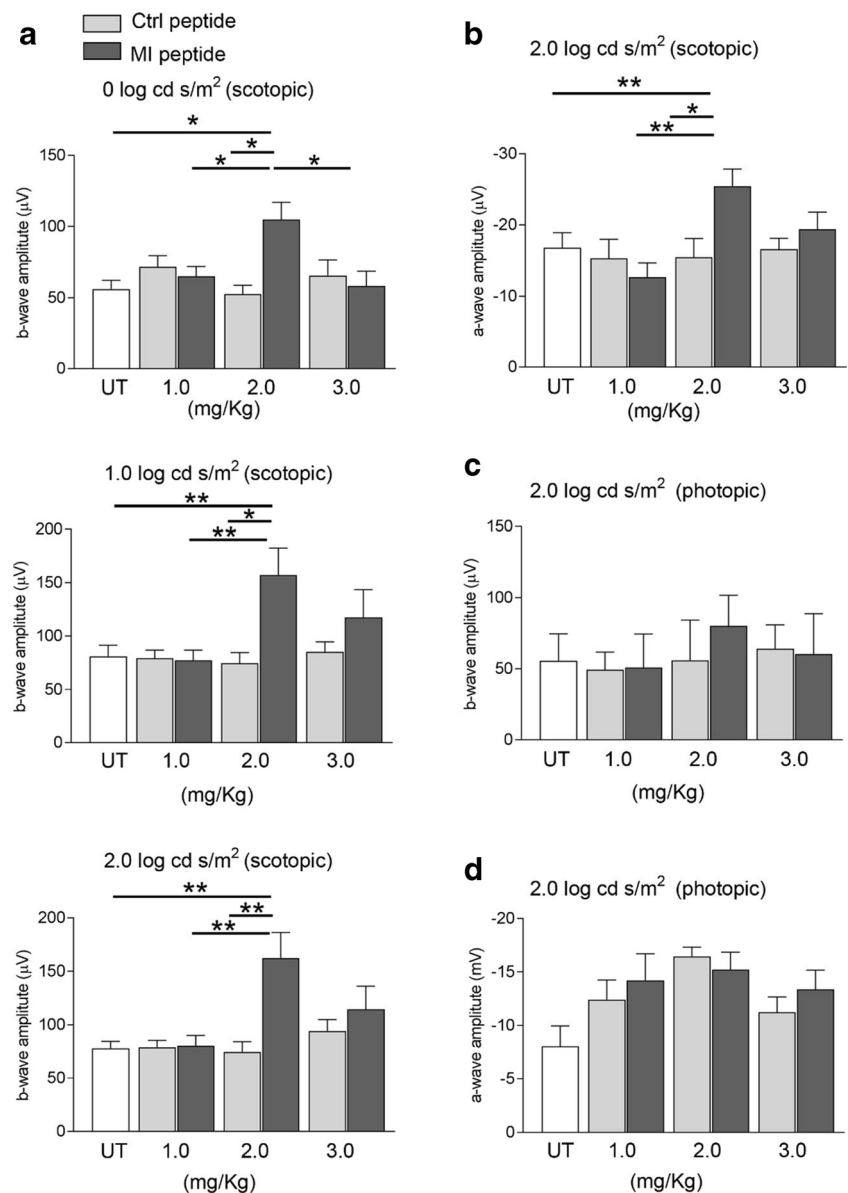 a
Ctrl peptide
MI peptide
0 log cd s/m² (scotopic)
*
*
* *
150
100
50
0
b-wave amplitude (µV)
UT 1.0 2.0 3.0
(mg/Kg)
1.0 log cd s/m² (scotopic)
**
*
**
200
150
100
50
0
b-wave amplitude (µV)
UT 1.0 2.0 3.0
(mg/Kg)
2.0 log cd s/m² (scotopic)
**
**
**
200
150
100
50
0
b-wave amplitude (µV)
UT 1.0 2.0 3.0
(mg/Kg)
b
2.0 log cd s/m² (scotopic)
**
*
**
-30
-20
-10
0
a-wave amplitude (µV)
UT 1.0 2.0 3.0
(mg/Kg)
c
2.0 log cd s/m² (photopic)
150
100
50
0
b-wave amplitude (µV)
UT 1.0 2.0 3.0
(mg/Kg)
d
2.0 log cd s/m² (photopic)
-20
-15
-10
-5
0
a-wave amplitude (mV)
UT 1.0 2.0 3.0
(mg/Kg)